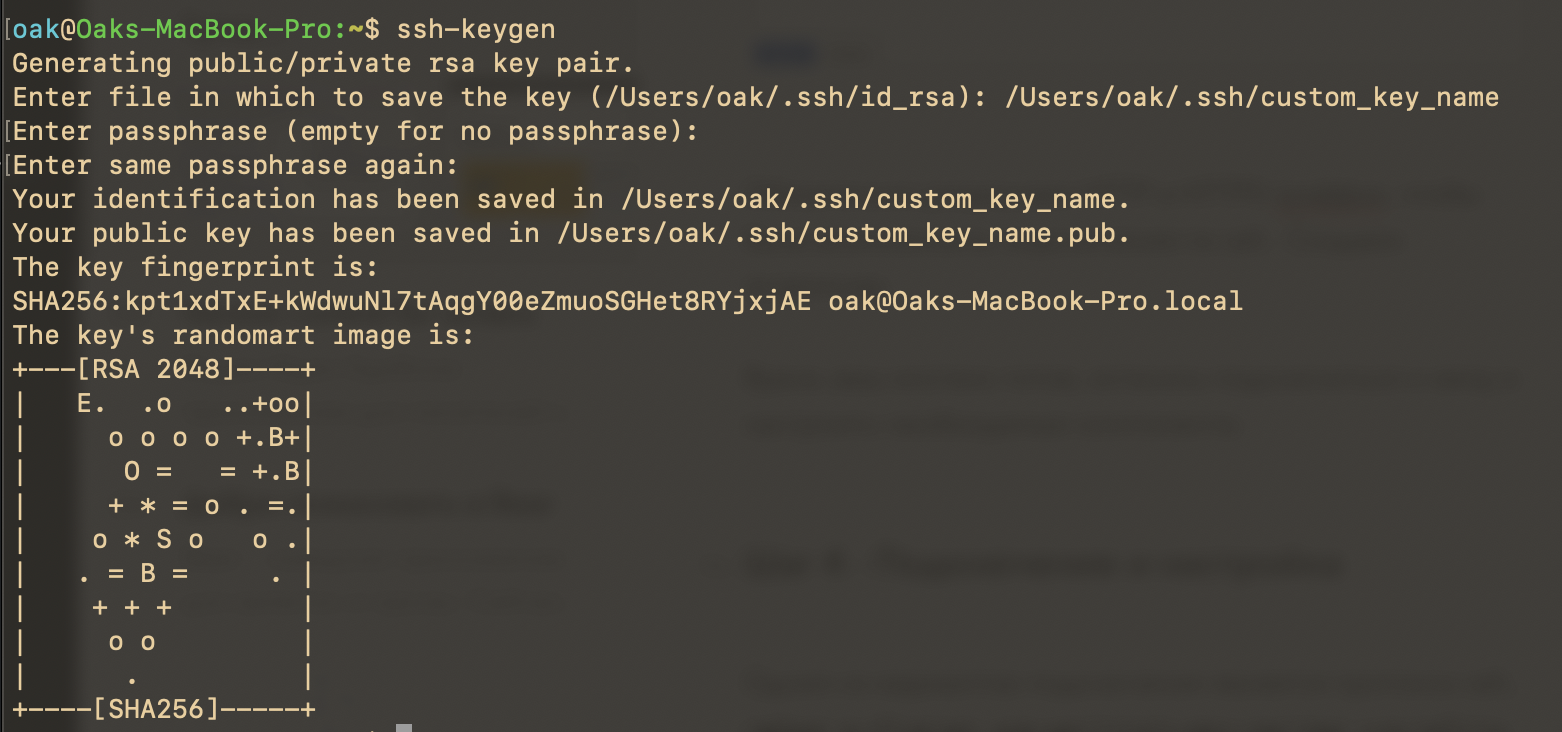 oak@Oaks-MacBook-Pro:~$ ssh-keygen
Generating public/private rsa key pair.
Enter file in which to save the key (/Users/oak/.ssh/id_rsa): /Users/oak/.ssh/custom_key_name
Enter passphrase (empty for no passphrase):
Enter same passphrase again:
Your identification has been saved in /Users/oak/.ssh/custom_key_name.
Your public key has been saved in /Users/oak/.ssh/custom_key_name.pub.
The key fingerprint is:
SHA256:kpt1xdTxE+kWdwuNl7tAqgY00eZmuoSGHet8RYjxjAE oak@Oaks-MacBook-Pro.local
The key's randomart image is:
+---[RSA 2048]----+
|   E.  .o   ..+oo|
|     o o o o +.B+|
|      O =   = +.B|
|     + * = o . =.|
|    o * S o   o .|
|   . = B =     . |
|    + + +        |
|     o o         |
|      .          |
+----[SHA256]-----+